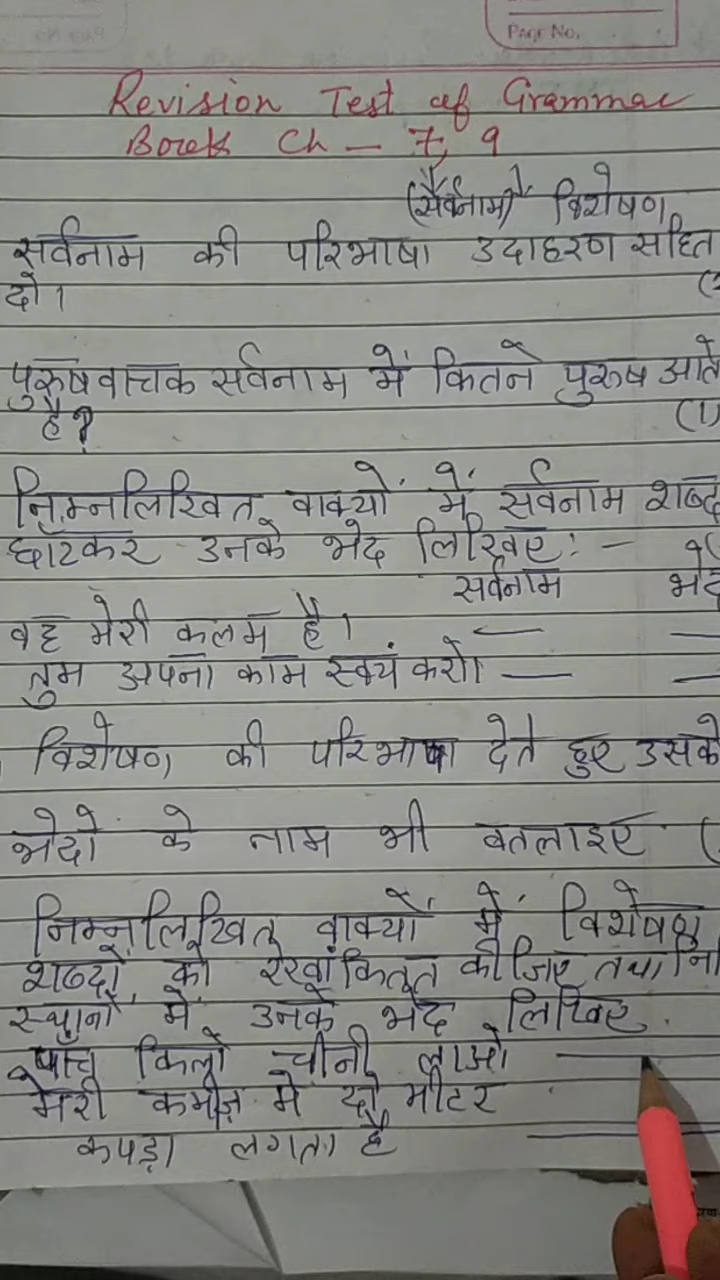 PAGE NO.
Revision Test of Grammar
Book Ch - 7, 9
(सर्वनाम) विशेषण
सर्वनाम की परिभाषा उदाहरण सहित
दो।
पुरुषवाचक सर्वनाम में कितने पुरुष आते
है? (1)
निम्नलिखित वाक्यों में सर्वनाम शब्द
छाटकर उनके भेद लिखिए :-
सर्वनाम भेद
वह मेरी कलम है। — —
तुम अपना काम स्वयं करो। — —
विशेषण की परिभाषा देते हुए उसके
भेदों के नाम भी बतलाइए (
निम्नलिखित वाक्यों में विशेषण
शब्दों को रेखांकित कीजिए तथा
स्थानों में उनके भेद लिखिए.
पाँच किलो चीनी लाओ —
मेरी कमीज़ में दो मीटर
कपड़ा लगता है —